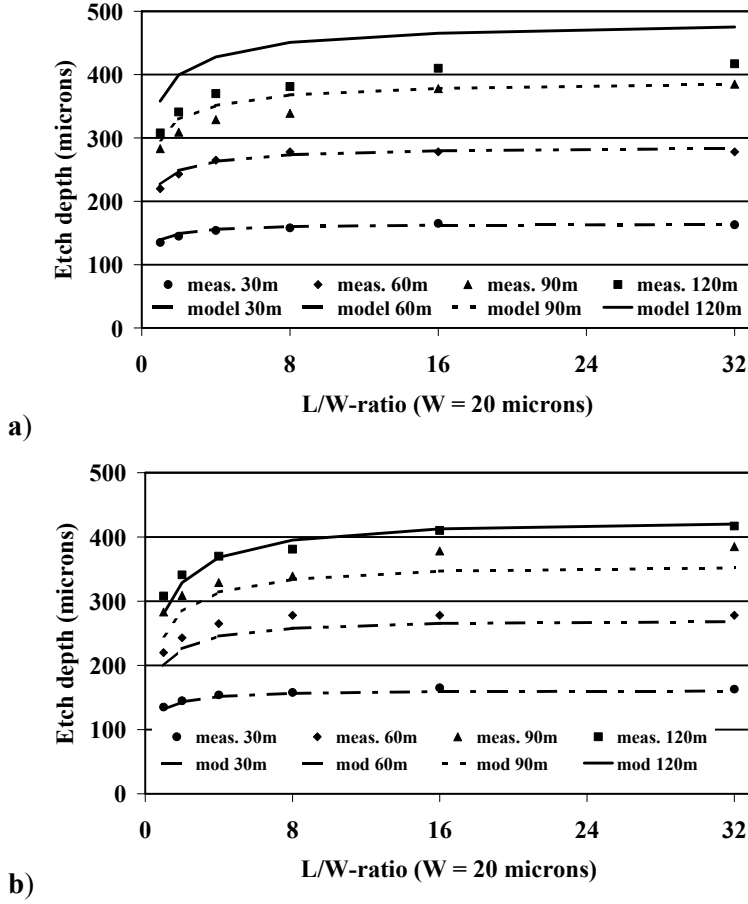 500
400
300
200
100
0
Etch depth (microns)
meas. 30m meas. 60m meas. 90m meas. 120m
model 30m model 60m model 90m model 120m
0 8 16 24 32
L/W-ratio (W = 20 microns)
a)
500
400
300
200
100
0
Etch depth (microns)
meas. 30m meas. 60m meas. 90m meas. 120m
mod 30m mod 60m mod 90m mod 120m
0 8 16 24 32
L/W-ratio (W = 20 microns)
b)